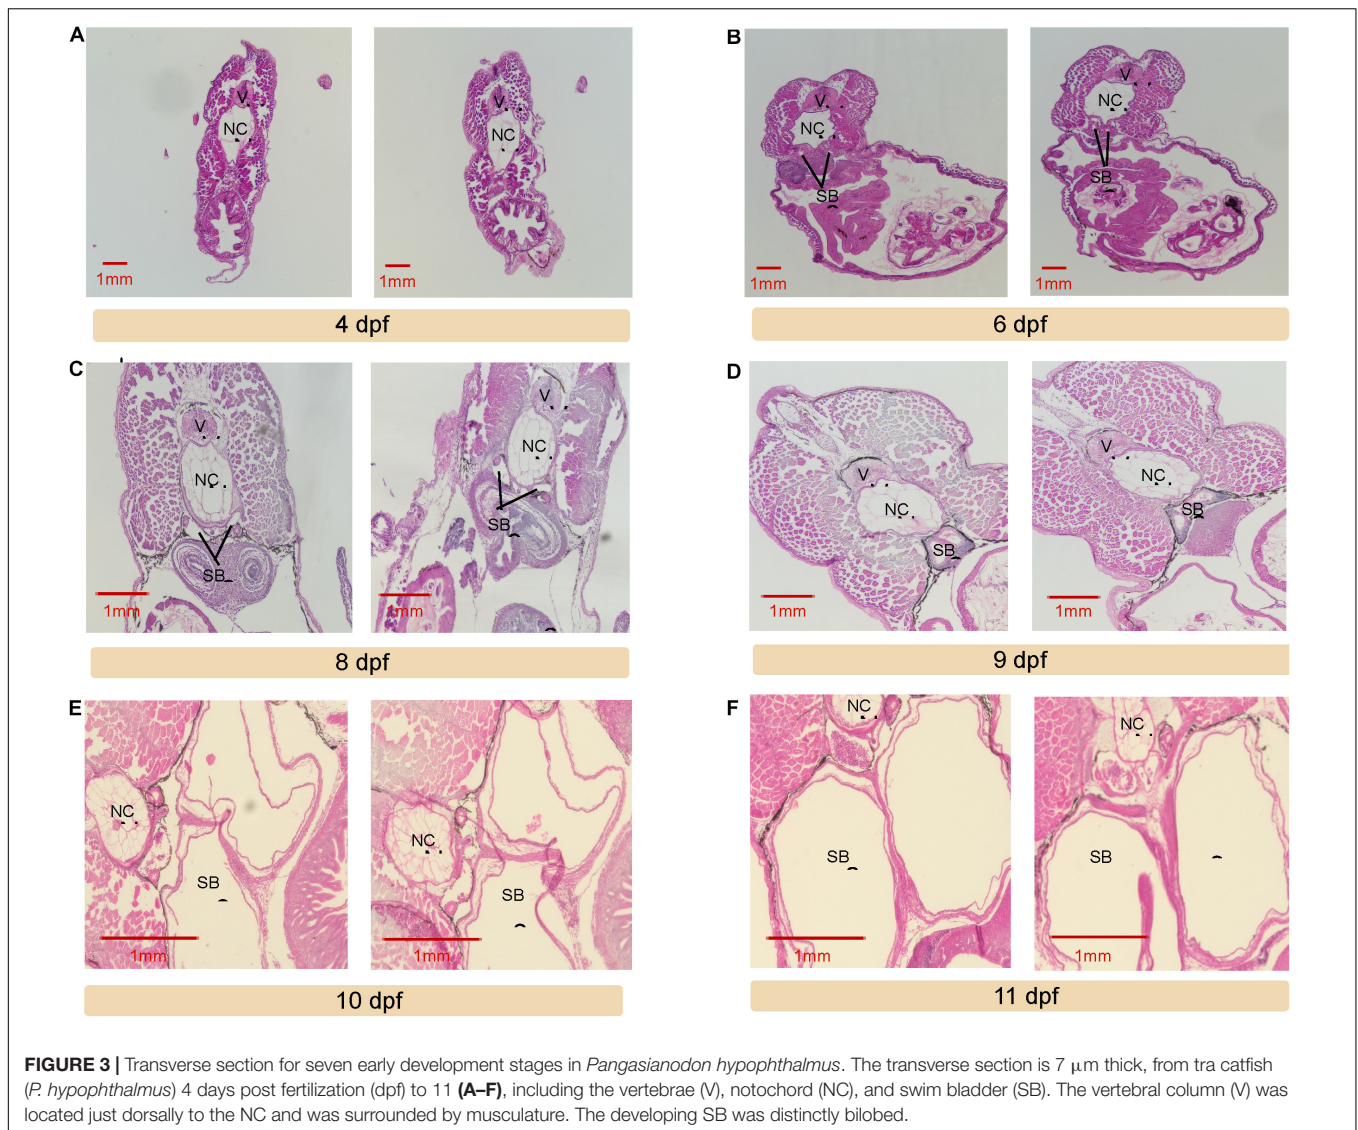 A
V
NC
1mm
V
NC
1mm
4 dpf
B
V
NC
SB
1mm
V
NC
SB
1mm
6 dpf
C
V
NC
SB
1mm
V
NC
SB
1mm
8 dpf
D
V
NC
SB
1mm
V
NC
SB
1mm
9 dpf
E
NC
SB
1mm
NC
SB
1mm
10 dpf
F
NC
SB
1mm
NC
SB
1mm
11 dpf
FIGURE 3 | Transverse section for seven early development stages in Pangasianodon hypophthalmus. The transverse section is 7 μm thick, from tra catfish
(P. hypophthalmus) 4 days post fertilization (dpf) to 11 (A–F), including the vertebrae (V), notochord (NC), and swim bladder (SB). The vertebral column (V) was
located just dorsally to the NC and was surrounded by musculature. The developing SB was distinctly bilobed.